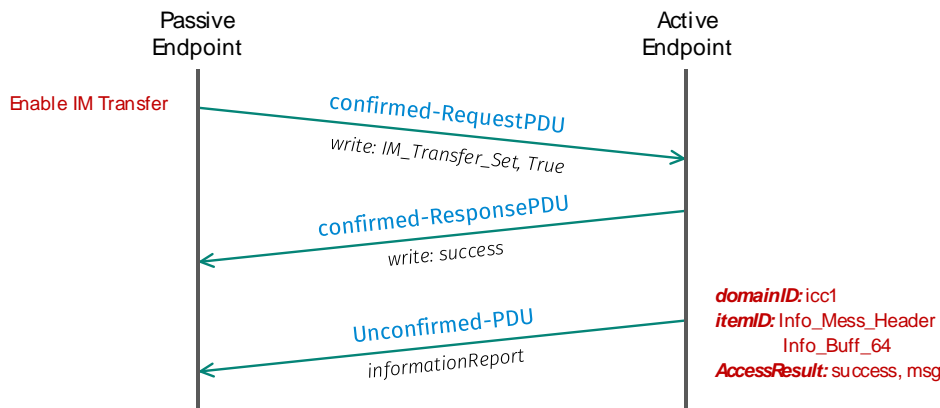 Passive
Endpoint
Active
Endpoint
Enable IM Transfer
confirmed-RequestPDU
write: IM_Transfer_Set, True
confirmed-ResponsePDU
write: success
Unconfirmed-PDU
informationReport
domainID: icc1
itemID: Info_Mess_Header
Info_Buff_64
AccessResult: success, msg